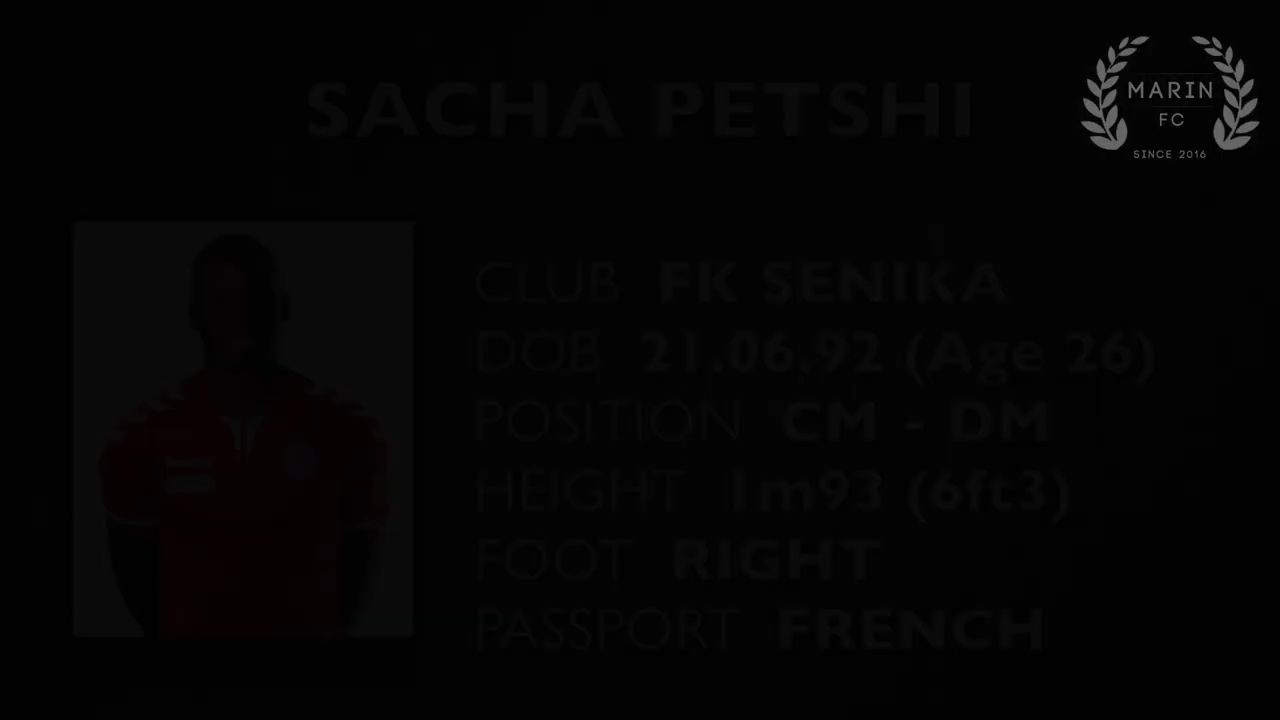 SACHA PETSHI
MARIN
FC
SINCE 2016
CLUB FK SENIKA
DOB 21.06.92 (Age 26)
POSITION CM - DM
HEIGHT 1m93 (6ft3)
FOOT RIGHT
PASSPORT FRENCH